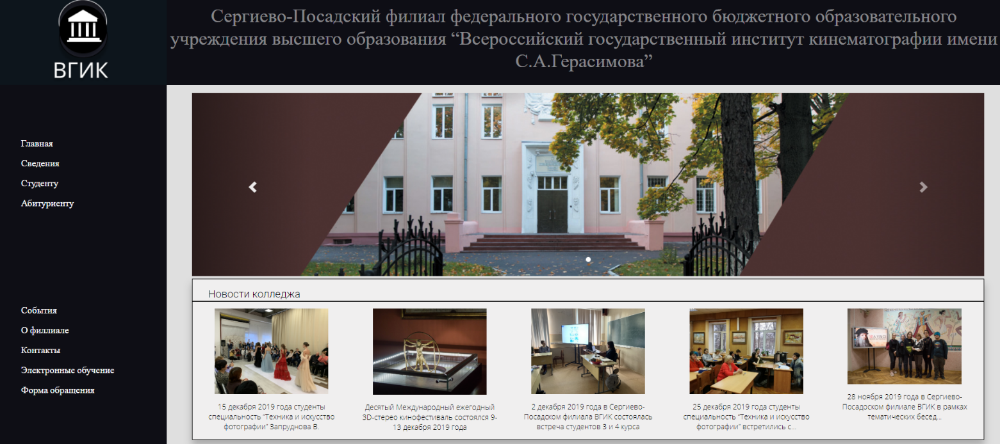 ВГИК
Сергиево-Посадский филиал федерального государственного бюджетного образовательного
учреждения высшего образования “Всероссийский государственный институт кинематографии имени
С.А.Герасимова”
Главная
Сведения
Студенту
Абитуриенту
События
О филлиале
Контакты
Электронные обучение
Форма обращения
Новости колледжа
15 декабря 2019 года студенты
специальность “Техника и искусство
фотографии” Запруднова В.
Десятый Международный ежегодный
3D-стерео кинофестиваль состоялся 9-
13 декабря 2019 года
2 декабря 2019 года в Сергиево-
Посадском филиала ВГИК состоялась
встреча студентов 3 и 4 курса
25 декабря 2019 года студенты
специальность “Техника и искусство
фотографии” встретились с...
28 ноября 2019 года в Сергиево-
Посадоском филиале ВГИК в рамках
тематических бесед...